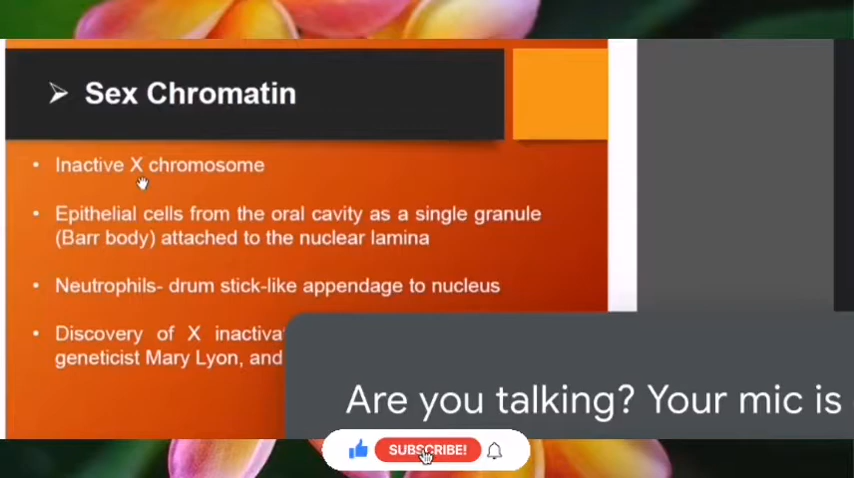 Sex Chromatin
• Inactive X chromosome
• Epithelial cells from the oral cavity as a single granule
(Barr body) attached to the nuclear lamina
• Neutrophils- drum stick-like appendage to nucleus
• Discovery of X
geneticist Mary Lyon, and
Are you talking? Your mic is
SUBSCRIBE!